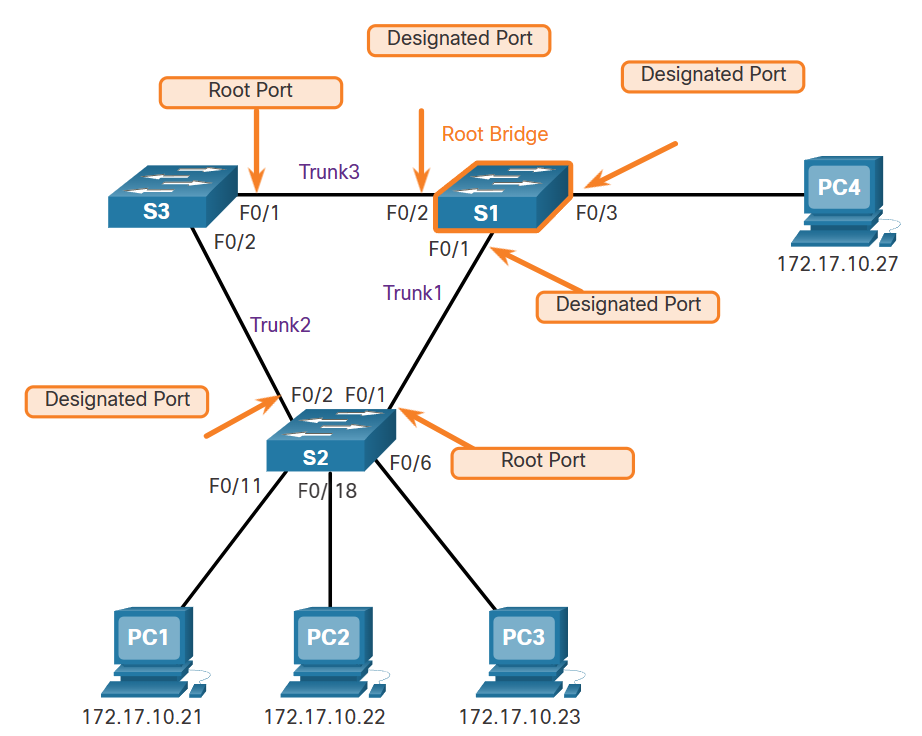 Designated Port
Designated Port
Root Port
Root Bridge
Trunk3
PC4
S3
F0/1
F0/2
S1
F0/3
F0/2
F0/1
172.17.10.27
Trunk1
Designated Port
Trunk2
Designated Port
F0/2
F0/1
S2
F0/6
Root Port
F0/11
F0/18
PC1
PC2
PC3
172.17.10.21
172.17.10.22
172.17.10.23